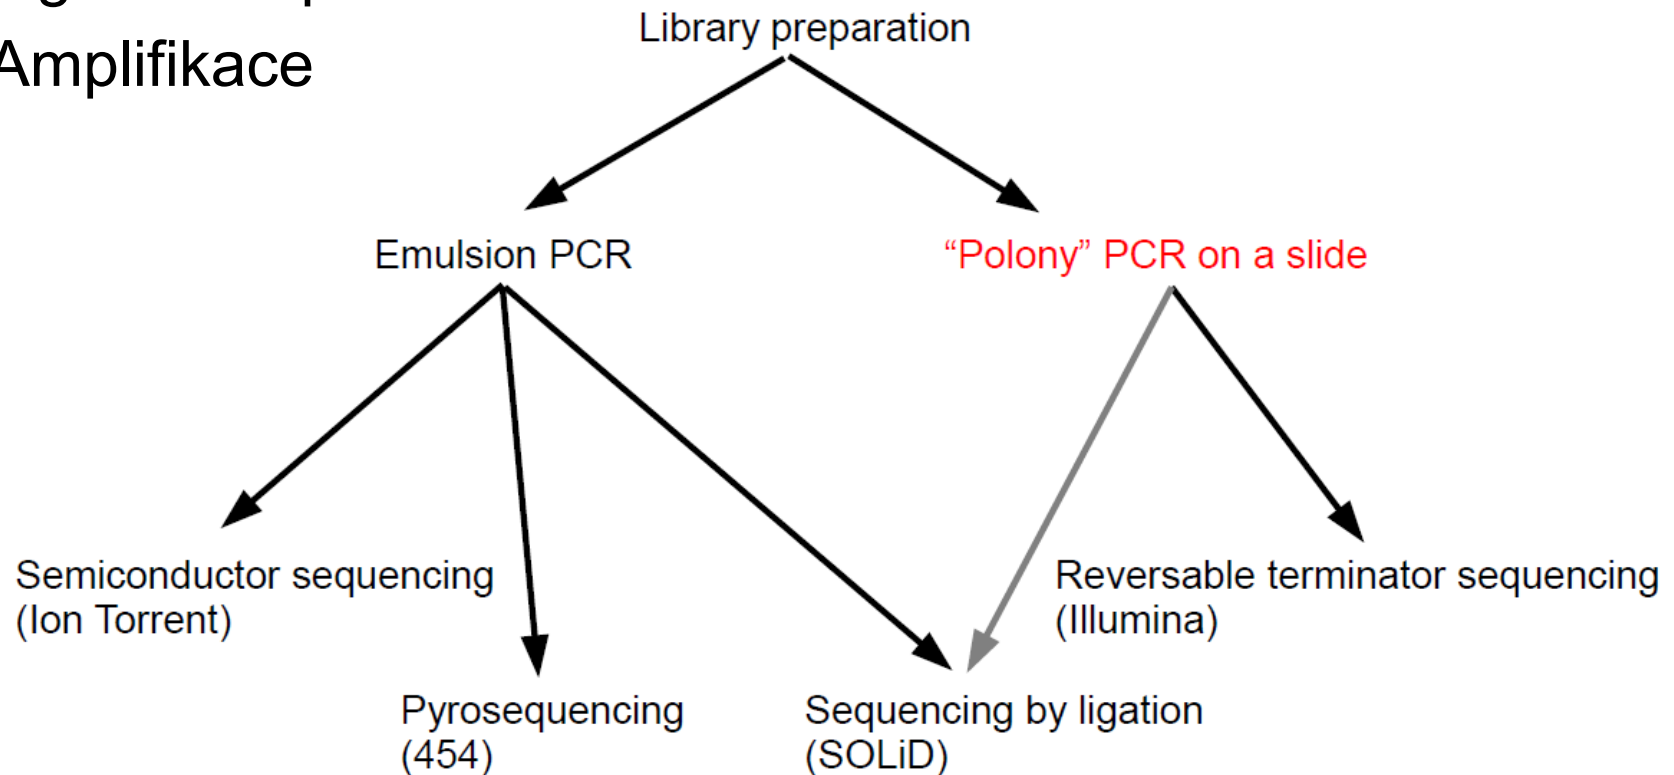 Amplifikace
Library preparation
Emulsion PCR
“Polony” PCR on a slide
Semiconductor sequencing
(Ion Torrent)
Reversable terminator sequencing
(Illumina)
Pyrosequencing
(454)
Sequencing by ligation
(SOLiD)